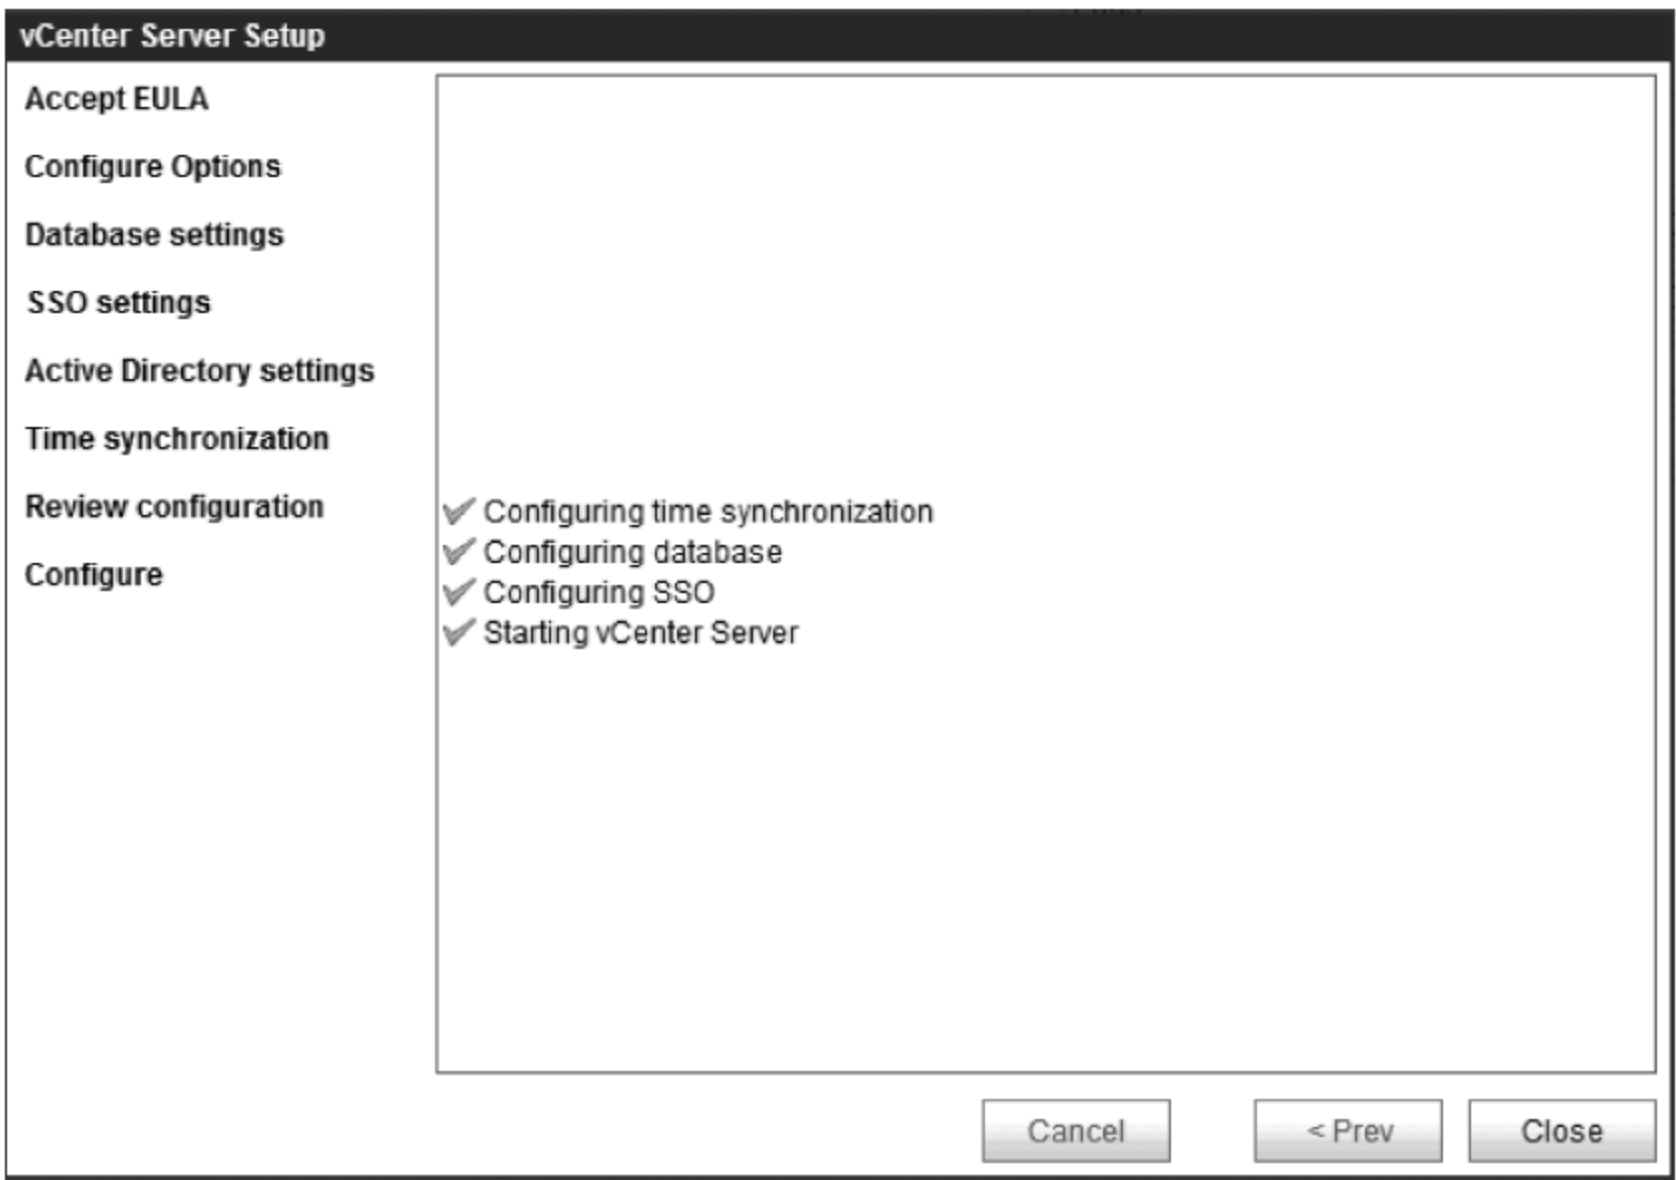 vCenter Server Setup
Accept EULA
Configure Options
Database settings
SSO settings
Active Directory settings
Time synchronization
Review configuration
Configure
Configuring time synchronization
Configuring database
Configuring SSO
Starting vCenter Server
Cancel
< Prev
Close